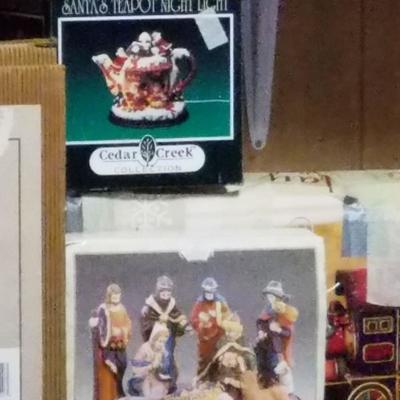 SANTA'S TEAPOT NIGHT LIGHT
Cedar Creek
COLLECTION